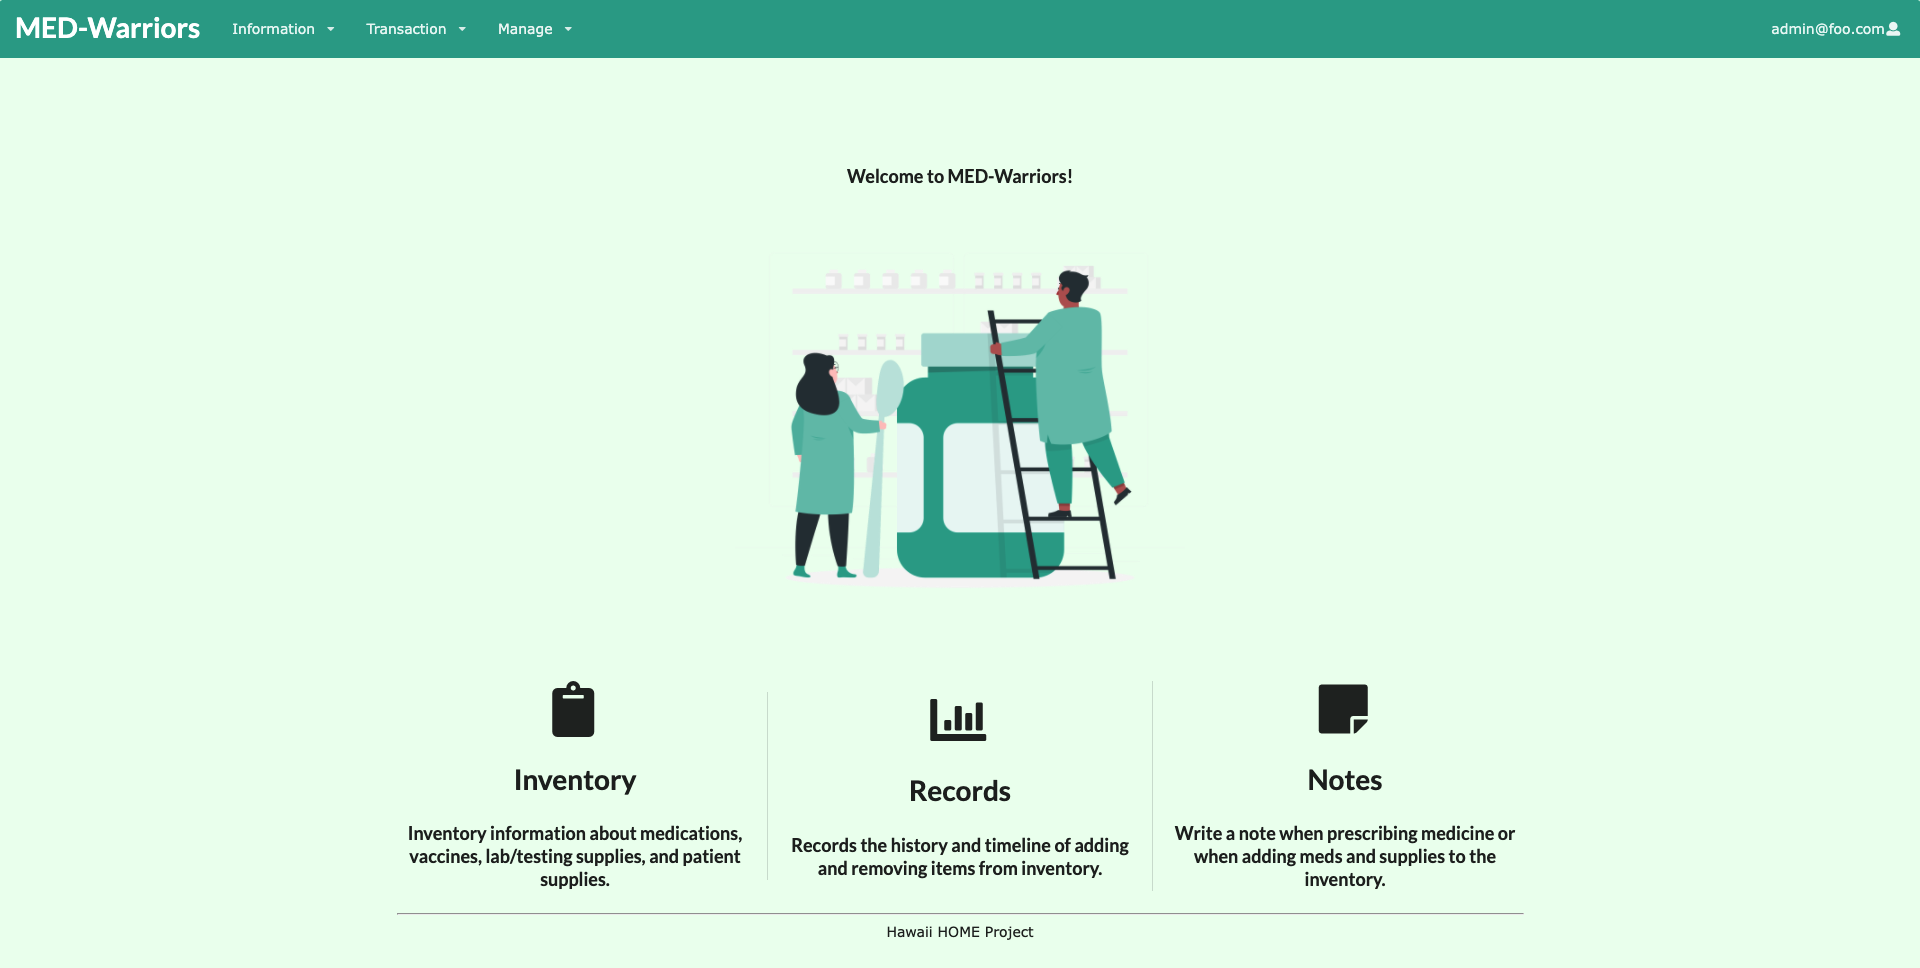 MED-Warriors Information Transaction Manage admin@foo.com
Welcome to MED-Warriors!
Inventory
Inventory information about medications,
vaccines, lab/testing supplies, and patient
supplies.
Records
Records the history and timeline of adding
and removing items from inventory.
Notes
Write a note when prescribing medicine or
when adding meds and supplies to the
inventory.
Hawaii HOME Project